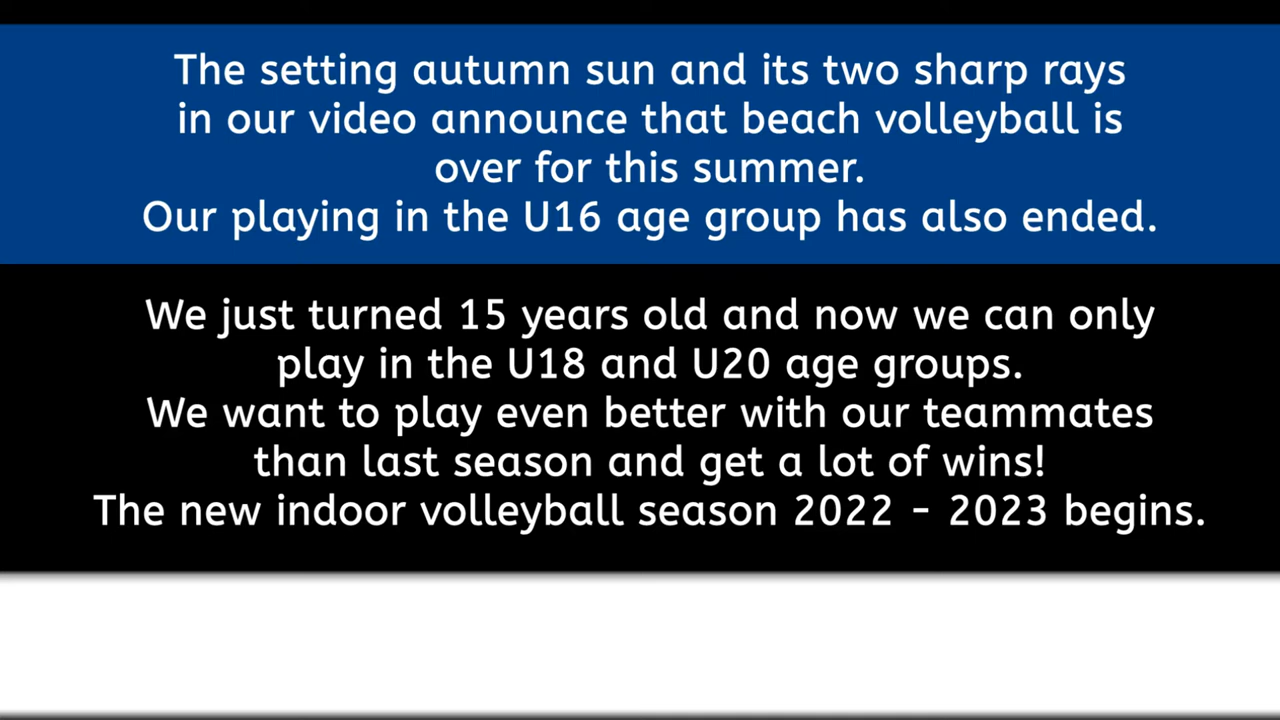 The setting autumn sun and its two sharp rays
in our video announce that beach volleyball is
over for this summer.
Our playing in the U16 age group has also ended.
We just turned 15 years old and now we can only
play in the U18 and U20 age groups.
We want to play even better with our teammates
than last season and get a lot of wins!
The new indoor volleyball season 2022 - 2023 begins.